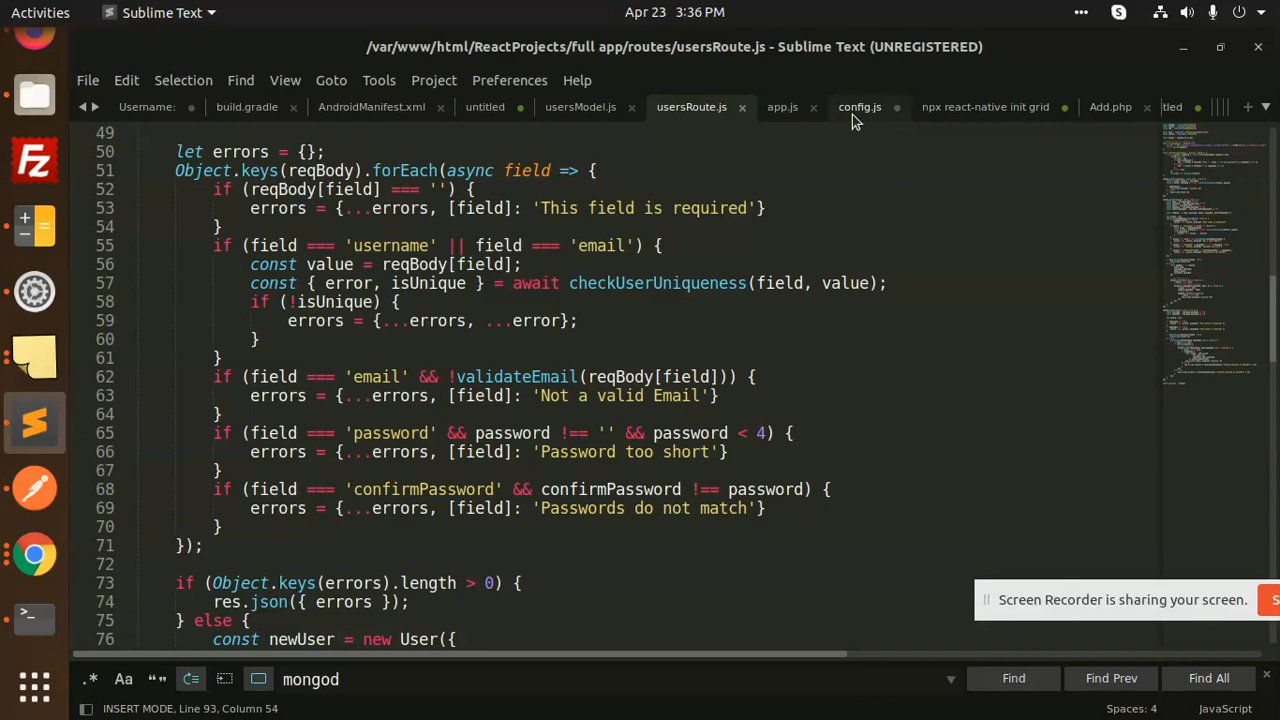 Activities Sublime Text Apr 23 3:36 PM
/var/www/html/ReactProjects/full app/routes/usersRoute.js - Sublime Text (UNREGISTERED)
File Edit Selection Find View Goto Tools Project Preferences Help
Username: build.gradle AndroidManifest.xml untitled usersModel.js usersRoute.js app.js config.js npx react-native init grid Add.php tled
49
50 let errors = {};
51 Object.keys(reqBody).forEach(async field => {
52 if (reqBody[field] === '') {
53 errors = {...errors, [field]: 'This field is required'}
54 }
55 if (field === 'username' || field === 'email') {
56 const value = reqBody[field];
57 const { error, isUnique } = await checkUserUniqueness(field, value);
58 if (!isUnique) {
59 errors = {...errors, ...error};
60 }
61 }
62 if (field === 'email' && !validateEmail(reqBody[field])) {
63 errors = {...errors, [field]: 'Not a valid Email'}
64 }
65 if (field === 'password' && password !== '' && password < 4) {
66 errors = {...errors, [field]: 'Password too short'}
67 }
68 if (field === 'confirmPassword' && confirmPassword !== password) {
69 errors = {...errors, [field]: 'Passwords do not match'}
70 }
71 });
72
73 if (Object.keys(errors).length > 0) {
74 res.json({ errors });
75 } else {
76 const newUser = new User({
Screen Recorder is sharing your screen. S
.* Aa “” mongod Find Find Prev Find All
INSERT MODE, Line 93, Column 54 Spaces: 4 JavaScript